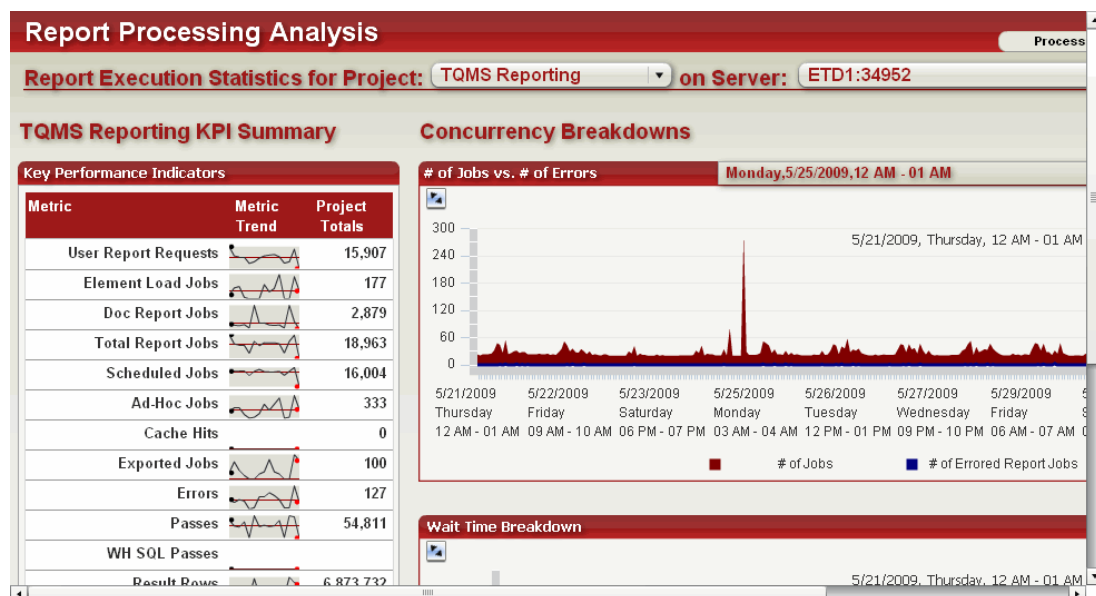 Report Processing Analysis
Process
Report Execution Statistics for Project: TQMS Reporting on Server: ETD1:34952
TQMS Reporting KPI Summary
Key Performance Indicators
Metric Metric Trend Project Totals
User Report Requests 15,907
Element Load Jobs 177
Doc Report Jobs 2,879
Total Report Jobs 18,963
Scheduled Jobs 16,004
Ad-Hoc Jobs 333
Cache Hits 0
Exported Jobs 100
Errors 127
Passes 54,811
WH SQL Passes
Result Rows 6,873,732
Concurrency Breakdowns
# of Jobs vs. # of Errors Monday,5/25/2009,12 AM - 01 AM
5/21/2009, Thursday, 12 AM - 01 AM
300
240
180
120
60
0
5/21/2009 5/22/2009 5/23/2009 5/25/2009 5/26/2009 5/27/2009 5/29/2009
Thursday Friday Saturday Monday Tuesday Wednesday Friday
12 AM - 01 AM 09 AM - 10 AM 06 PM - 07 PM 03 AM - 04 AM 12 PM - 01 PM 09 PM - 10 PM 06 AM - 07 AM
# of Jobs # of Errored Report Jobs
Wait Time Breakdown
5/21/2009, Thursday, 12 AM - 01 AM